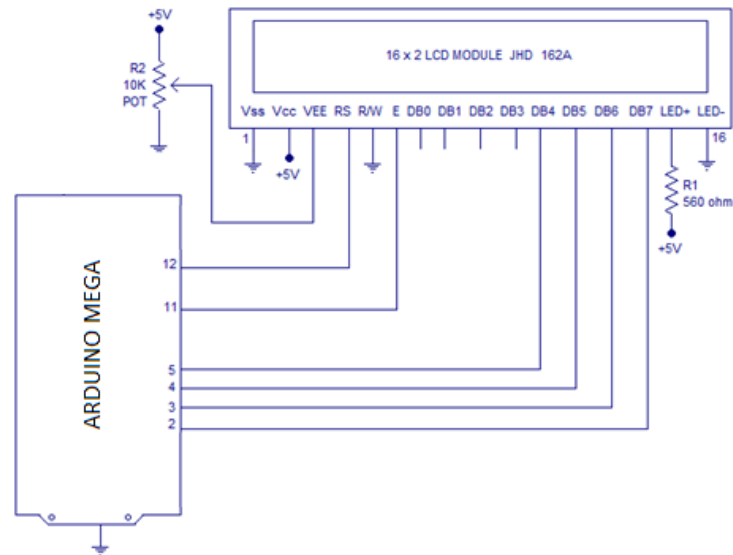 +5V
R2
10K
POT
16 x 2 LCD MODULE JHD 162A
Vss Vcc VEE RS R/W E DB0 DB1 DB2 DB3 DB4 DB5 DB6 DB7 LED+ LED-
1
16
+5V
R1
560 ohm
+5V
ARDUINO MEGA
12
11
5
4
3
2